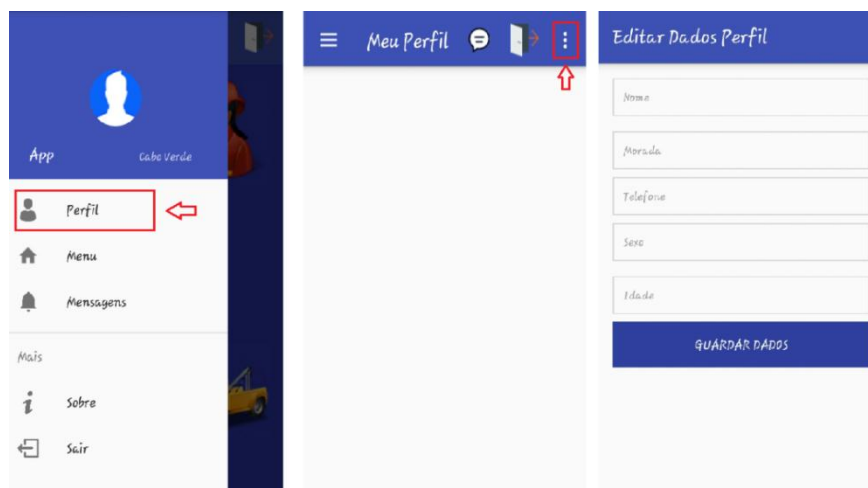 App
Cabo Verde
Perfil
Menu
Mensagens
Mais
Sobre
Sair
Meu Perfil
Editar Dados Perfil
Nome
Morada
Telefone
Sexo
Idade
GUARDAR DADOS